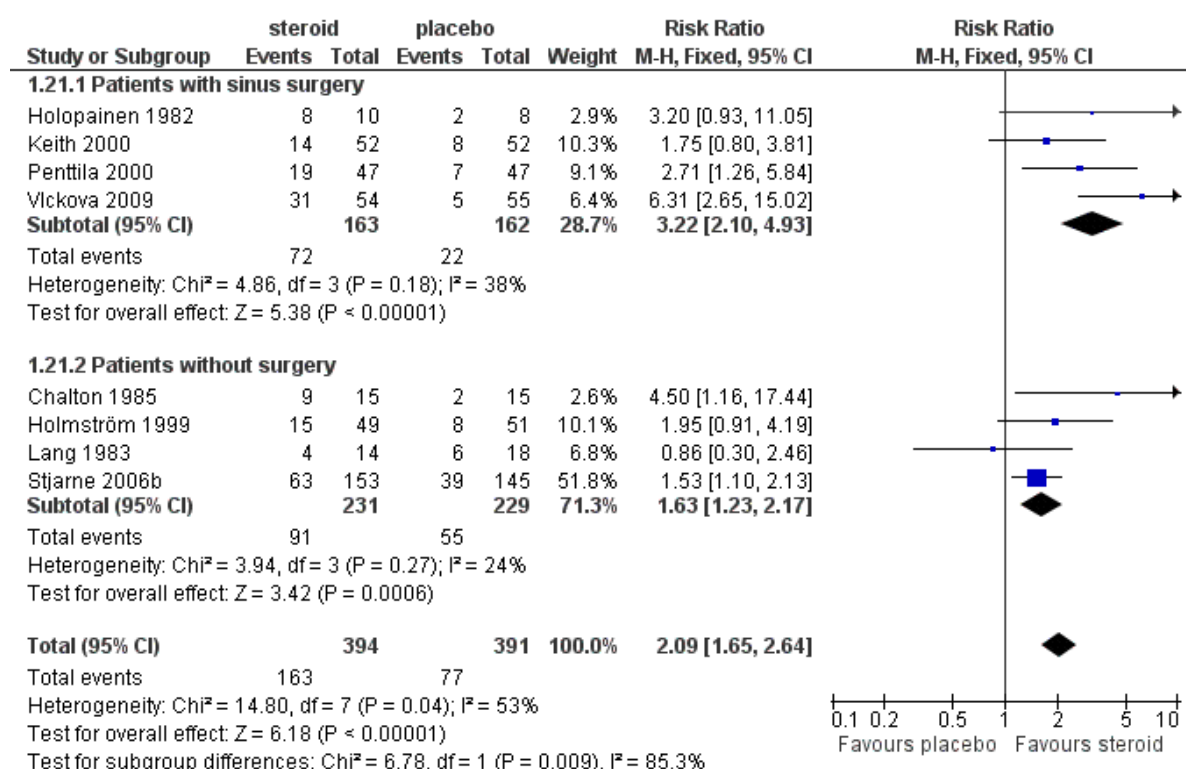 steroid placebo Risk Ratio Risk Ratio
Study or Subgroup Events Total Events Total Weight M-H, Fixed, 95% CI M-H, Fixed, 95% CI
1.21.1 Patients with sinus surgery
Holopainen 1982 8 10 2 8 2.9% 3.20 [0.93, 11.05]
Keith 2000 14 52 8 52 10.3% 1.75 [0.80, 3.81]
Penttila 2000 19 47 7 47 9.1% 2.71 [1.26, 5.84]
Vlckova 2009 31 54 5 55 6.4% 6.31 [2.65, 15.02]
Subtotal (95% CI) 163 162 28.7% 3.22 [2.10, 4.93]
Total events 72 22
Heterogeneity: Chi² = 4.86, df = 3 (P = 0.18); I² = 38%
Test for overall effect: Z = 5.38 (P < 0.00001)
1.21.2 Patients without surgery
Chalton 1985 9 15 2 15 2.6% 4.50 [1.16, 17.44]
Holmström 1999 15 49 8 51 10.1% 1.95 [0.91, 4.19]
Lang 1983 4 14 6 18 6.8% 0.86 [0.30, 2.46]
Stjarne 2006b 63 153 39 145 51.8% 1.53 [1.10, 2.13]
Subtotal (95% CI) 231 229 71.3% 1.63 [1.23, 2.17]
Total events 91 55
Heterogeneity: Chi² = 3.94, df = 3 (P = 0.27); I² = 24%
Test for overall effect: Z = 3.42 (P = 0.0006)
Total (95% CI) 394 391 100.0% 2.09 [1.65, 2.64]
Total events 163 77
Heterogeneity: Chi² = 14.80, df = 7 (P = 0.04); I² = 53%
Test for overall effect: Z = 6.18 (P < 0.00001)
Test for subgroup differences: Chi² = 6.78, df = 1 (P = 0.009), I² = 85.3%
0.1 0.2 0.5 1 2 5 10
Favours placebo Favours steroid